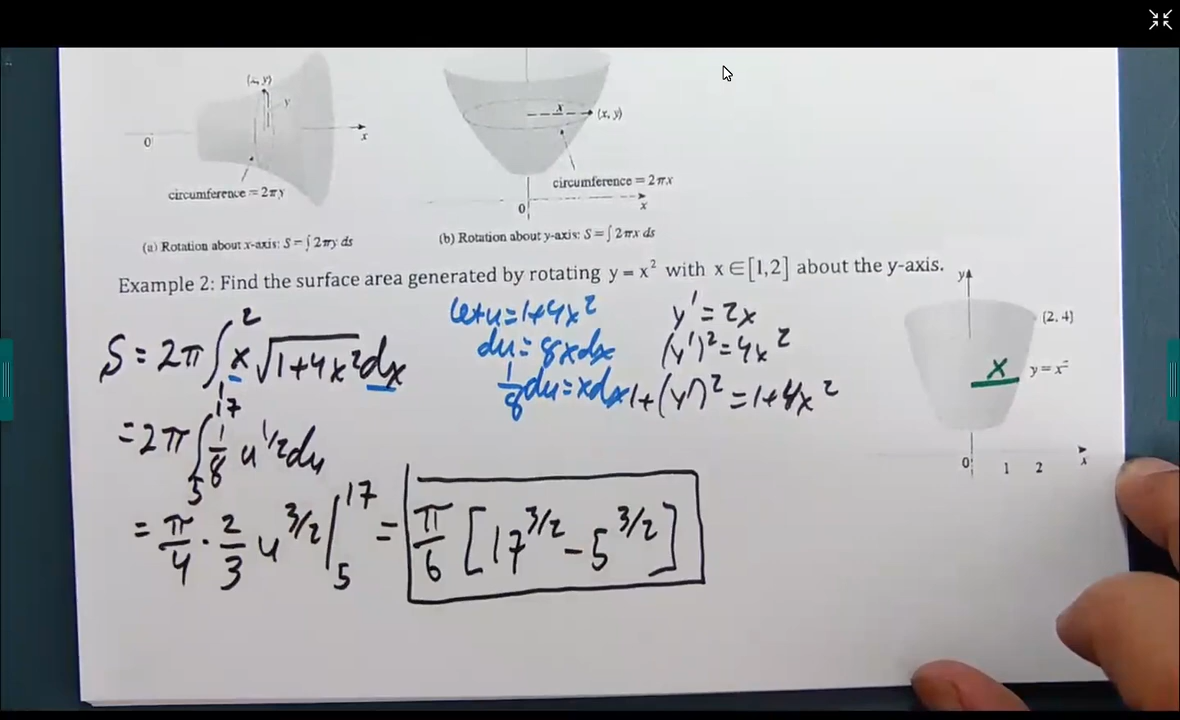 (x, y)
y
0
x
circumference = 2πy
(a) Rotation about x-axis: S = ∫ 2πy ds
x
(x, y)
circumference = 2πx
0
x
(b) Rotation about y-axis: S = ∫ 2πx ds
Example 2: Find the surface area generated by rotating y = x² with x ∈ [1,2] about the y-axis.
S = 2π ∫₁² x √(1+4x²) dx
= 2π ∫₅¹⁷ 1/8 u^(1/2) du
= π/4 · 2/3 u^(3/2) |₅¹⁷ = π/6 [17^(3/2) - 5^(3/2)]
let u = 1+4x²
du = 8x dx
1/8 du = x dx
y' = 2x
(y')² = 4x²
1+(y')² = 1+4x²
y
(2, 4)
x
y = x²
0
1 2
x